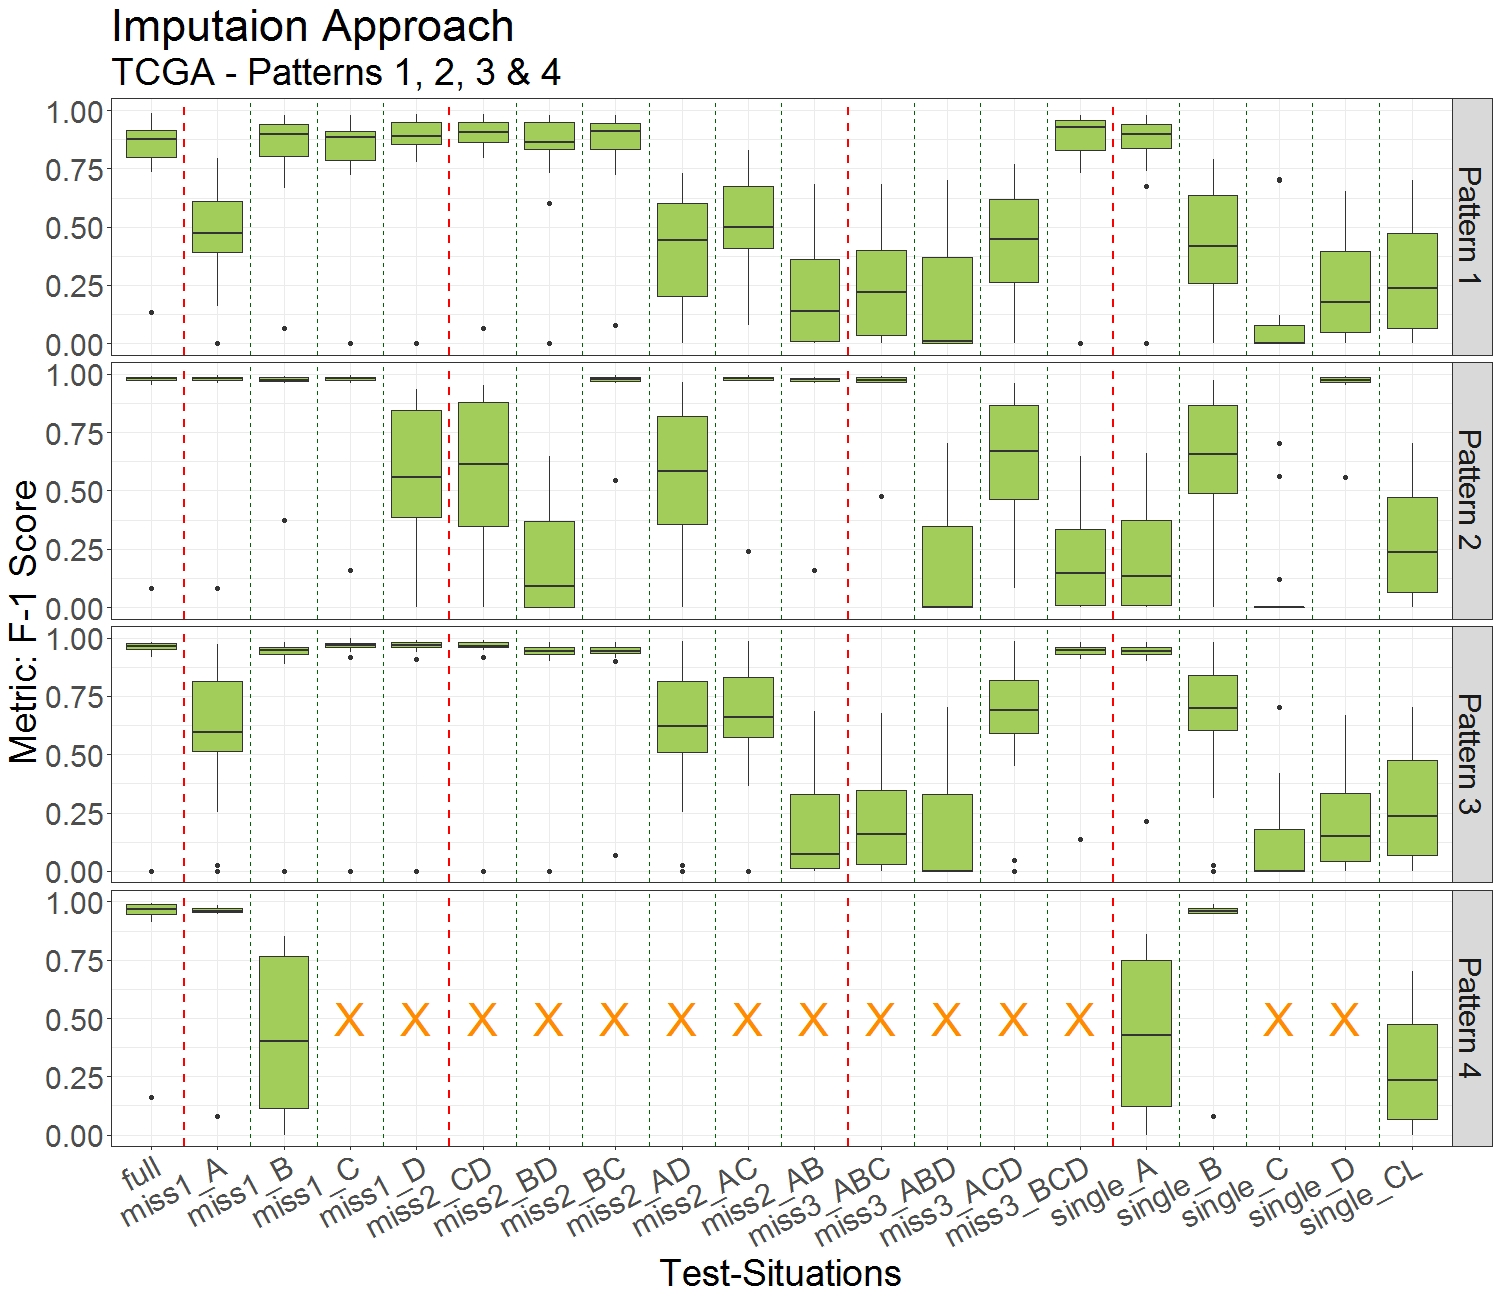 Imputaion Approach
TCGA - Patterns 1, 2, 3 & 4
Metric: F-1 Score
1.00
0.75
0.50
0.25
0.00
Pattern 1
1.00
0.75
0.50
0.25
0.00
Pattern 2
1.00
0.75
0.50
0.25
0.00
Pattern 3
1.00
0.75
0.50
0.25
0.00
X X X X X X X X X X X X X X
Pattern 4
full
miss1_A
miss1_B
miss1_C
miss1_D
miss2_CD
miss2_BD
miss2_BC
miss2_AD
miss2_AC
miss2_AB
miss3_ABC
miss3_ABD
miss3_ACD
miss3_BCD
single_A
single_B
single_C
single_D
single_CL
Test-Situations